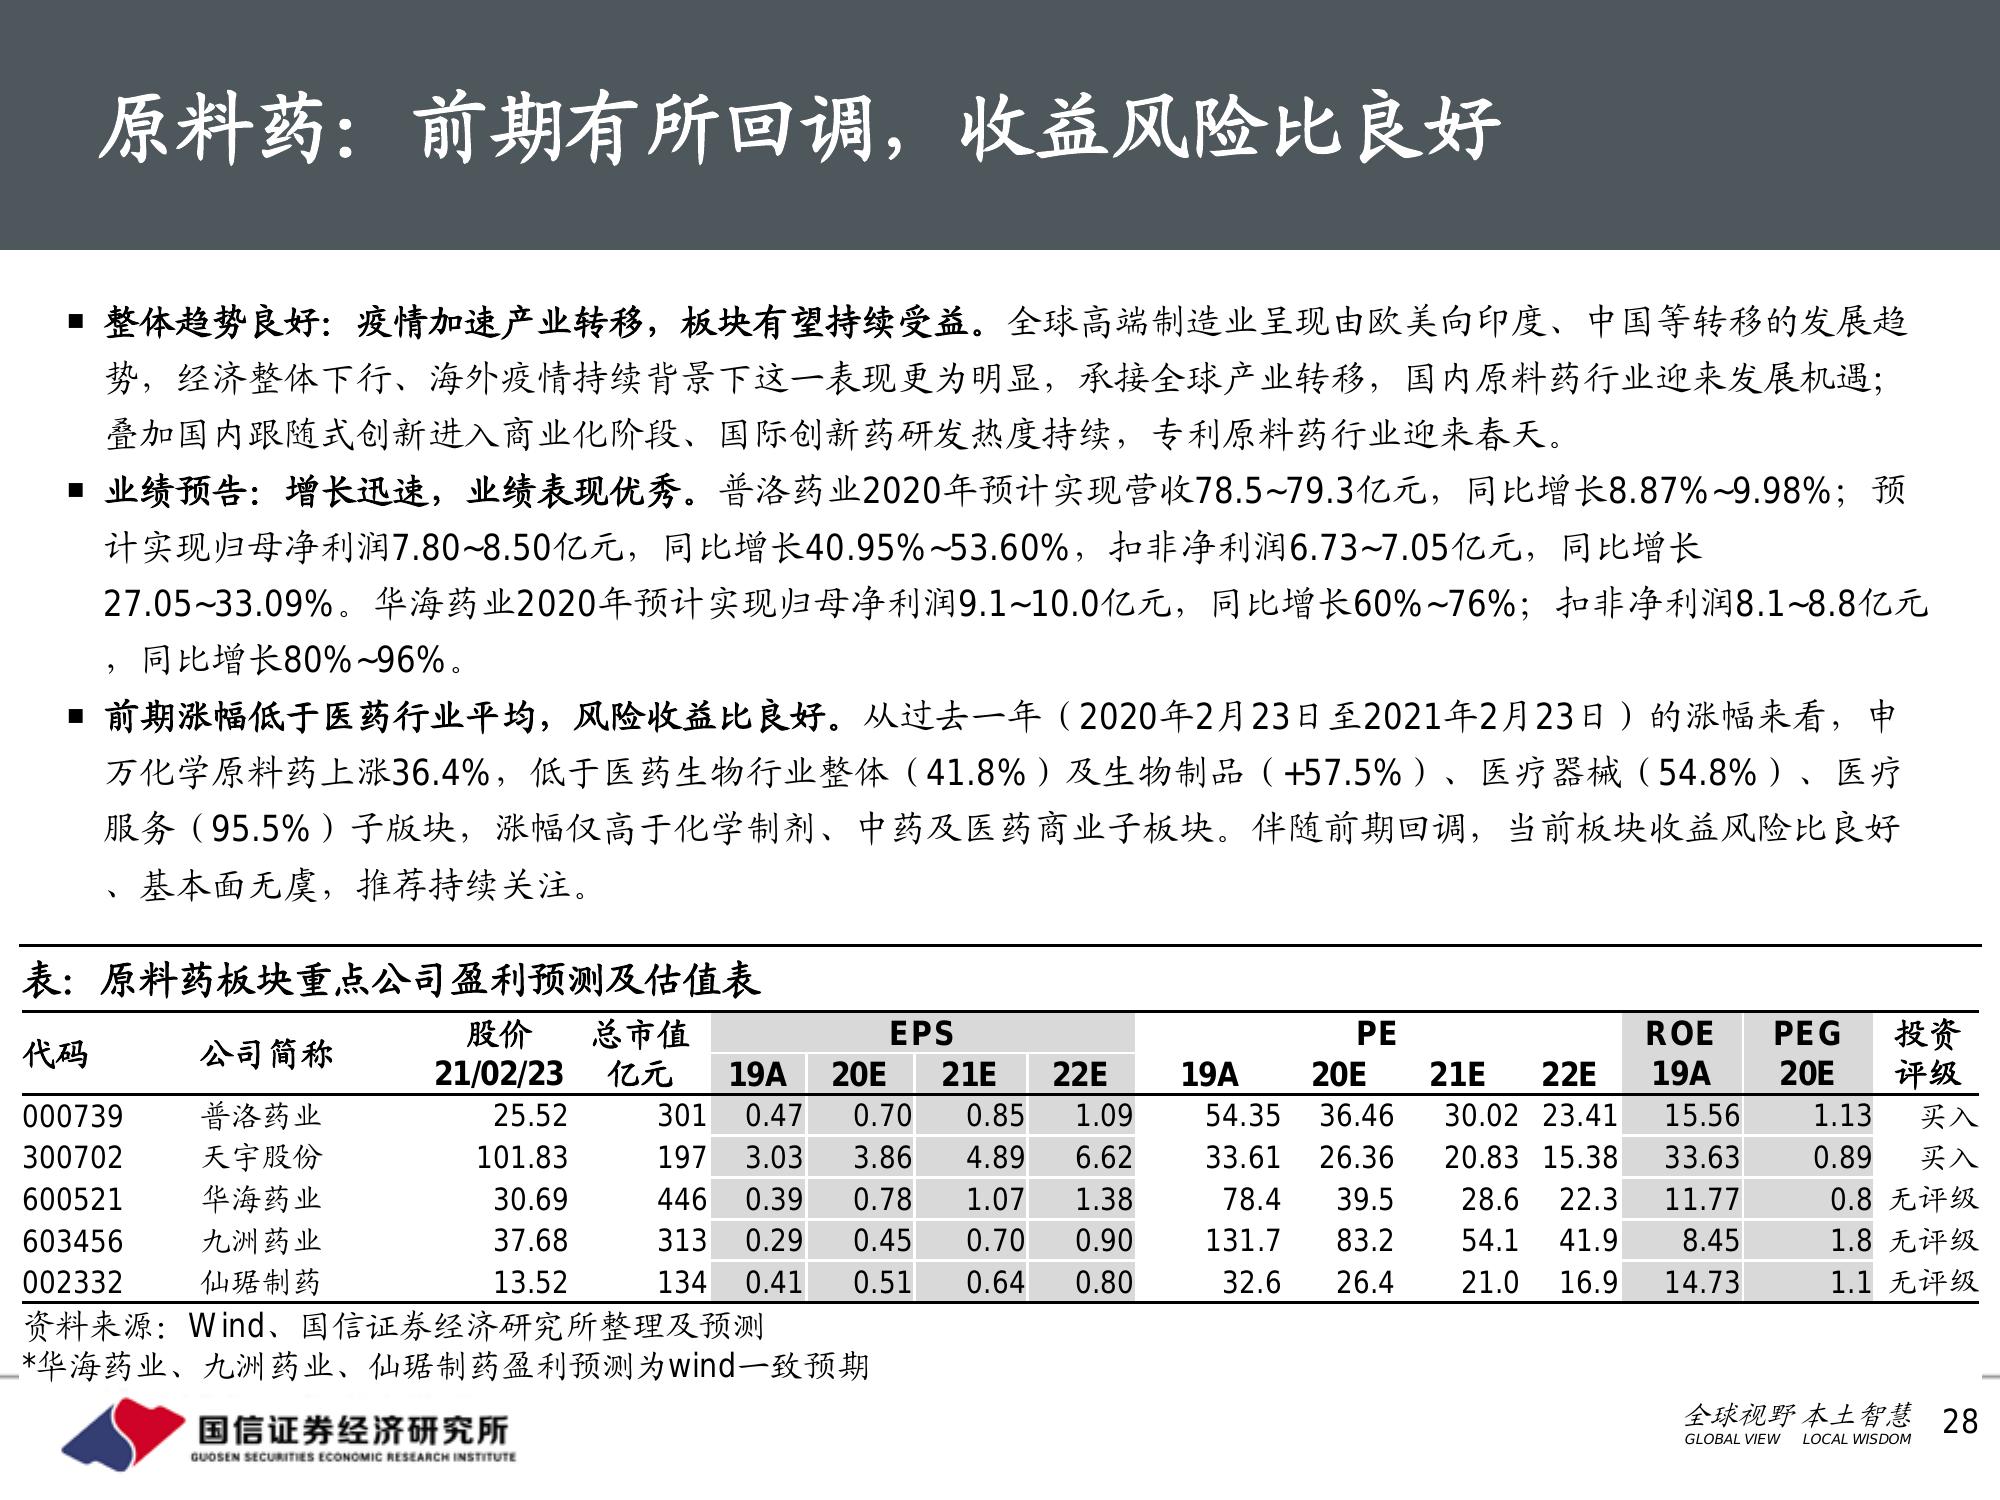 原料药：前期有所回调，收益风险比良好
■ 整体趋势良好：疫情加速产业转移，板块有望持续受益。全球高端制造业呈现由欧美向印度、中国等转移的发展趋
势，经济整体下行、海外疫情持续背景下这一表现更为明显，承接全球产业转移，国内原料药行业迎来发展机遇；
叠加国内跟随式创新进入商业化阶段、国际创新药研发热度持续，专利原料药行业迎来春天。
■ 业绩预告：增长迅速，业绩表现优秀。普洛药业2020年预计实现营收78.5~79.3亿元，同比增长8.87%~9.98%；预
计实现归母净利润7.80~8.50亿元，同比增长40.95%~53.60%，扣非净利润6.73~7.05亿元，同比增长
27.05~33.09%。华海药业2020年预计实现归母净利润9.1~10.0亿元，同比增长60%~76%；扣非净利润8.1~8.8亿元
，同比增长80%~96%。
■ 前期涨幅低于医药行业平均，风险收益比良好。从过去一年（2020年2月23日至2021年2月23日）的涨幅来看，申
万化学原料药上涨36.4%，低于医药生物行业整体（41.8%）及生物制品（+57.5%）、医疗器械（54.8%）、医疗
服务（95.5%）子版块，涨幅仅高于化学制剂、中药及医药商业子板块。伴随前期回调，当前板块收益风险比良好
、基本面无虞，推荐持续关注。
表：原料药板块重点公司盈利预测及估值表
代码 公司简称 股价 总市值 EPS PE ROE PEG 投资
21/02/23 亿元 19A 20E 21E 22E 19A 20E 21E 22E 19A 20E 评级
000739 普洛药业 25.52 301 0.47 0.70 0.85 1.09 54.35 36.46 30.02 23.41 15.56 1.13 买入
300702 天宇股份 101.83 197 3.03 3.86 4.89 6.62 33.61 26.36 20.83 15.38 33.63 0.89 买入
600521 华海药业 30.69 446 0.39 0.78 1.07 1.38 78.4 39.5 28.6 22.3 11.77 0.8 无评级
603456 九洲药业 37.68 313 0.29 0.45 0.70 0.90 131.7 83.2 54.1 41.9 8.45 1.8 无评级
002332 仙琚制药 13.52 134 0.41 0.51 0.64 0.80 32.6 26.4 21.0 16.9 14.73 1.1 无评级
资料来源：Wind、国信证券经济研究所整理及预测
*华海药业、九洲药业、仙琚制药盈利预测为wind一致预期
国信证券经济研究所
GUOSEN SECURITIES ECONOMIC RESEARCH INSTITUTE
全球视野 本土智慧
GLOBAL VIEW LOCAL WISDOM
28